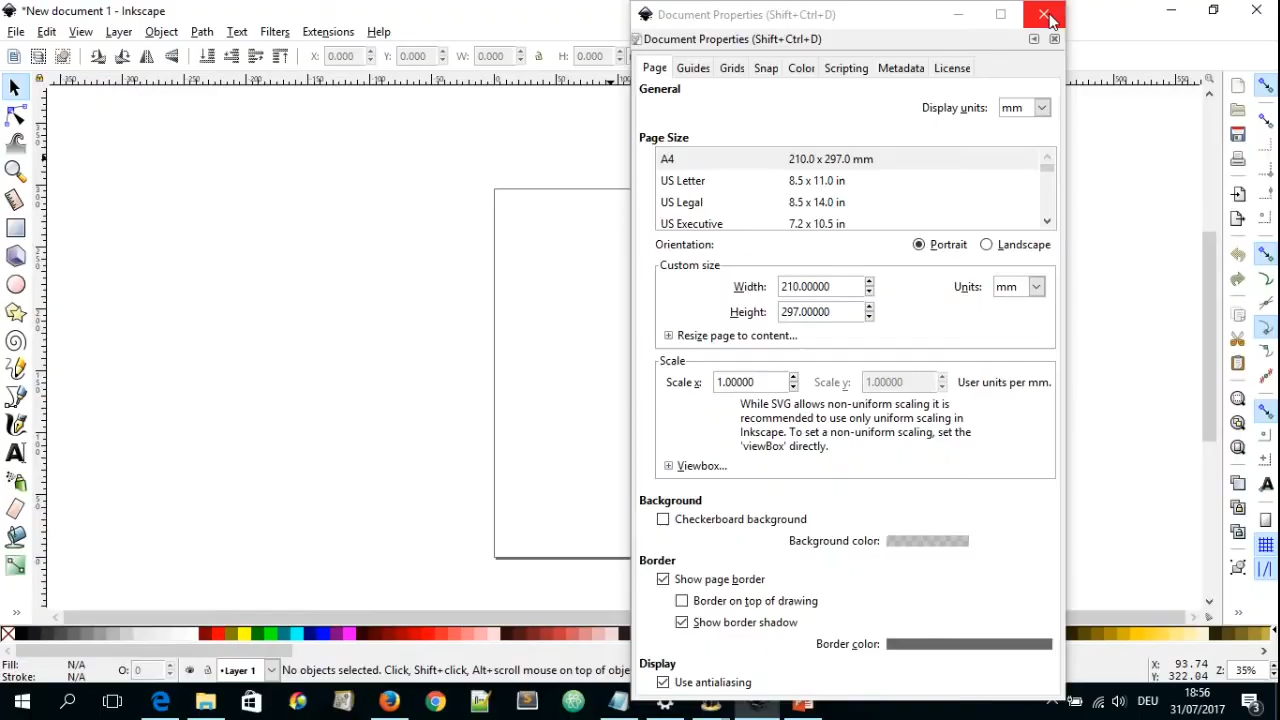 *New document 1 - Inkscape
File Edit View Layer Object Path Text Filters Extensions Help
X: 0.000 Y: 0.000 W: 0.000 H: 0.000
Document Properties (Shift+Ctrl+D)
Document Properties (Shift+Ctrl+D)
Page Guides Grids Snap Color Scripting Metadata License
General
Display units: mm
Page Size
A4 210.0 x 297.0 mm
US Letter 8.5 x 11.0 in
US Legal 8.5 x 14.0 in
US Executive 7.2 x 10.5 in
Orientation: Portrait Landscape
Custom size
Width: 210.00000 Units: mm
Height: 297.00000
Resize page to content...
Scale
Scale x: 1.00000 Scale y: 1.00000 User units per mm.
While SVG allows non-uniform scaling it is
recommended to use only uniform scaling in
Inkscape. To set a non-uniform scaling, set the
'viewBox' directly.
Viewbox...
Background
Checkerboard background
Background color:
Border
Show page border
Border on top of drawing
Show border shadow
Border color:
Display
Use antialiasing
Fill: N/A
Stroke: N/A
O: 0
•Layer 1
No objects selected. Click, Shift+click, Alt+scroll mouse on top of objec
X: 93.74
Y: 322.04
Z: 35%
DEU
18:56
31/07/2017
3